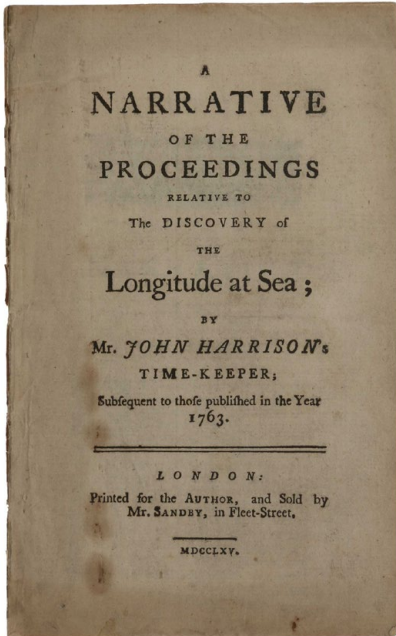 A
NARRATIVE
OF THE
PROCEEDINGS
RELATIVE TO
The DISCOVERY of
THE
Longitude at Sea;
BY
Mr. JOHN HARRISON's
TIME-KEEPER;
Subſequent to thoſe publiſhed in the Year
1763.
LONDON:
Printed for the AUTHOR, and Sold by
Mr. SANDBY, in Fleet-Street.
MDCCLXV.